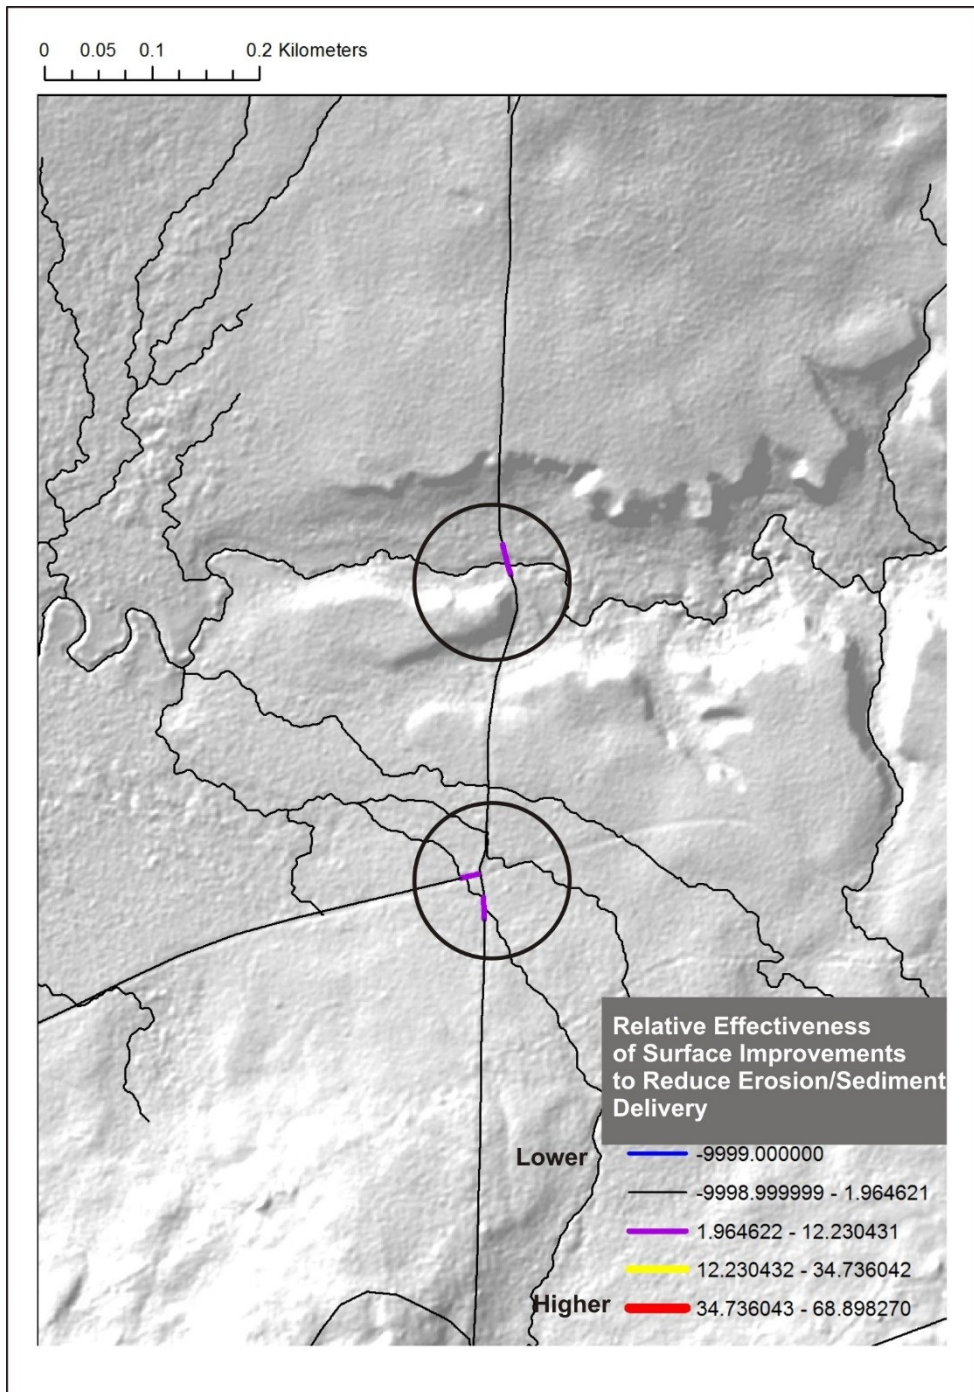 0 0.05 0.1 0.2 Kilometers
Relative Effectiveness
of Surface Improvements
to Reduce Erosion/Sediment
Delivery
Lower -9999.000000
-9998.999999 - 1.964621
1.964622 - 12.230431
12.230432 - 34.736042
Higher 34.736043 - 68.898270